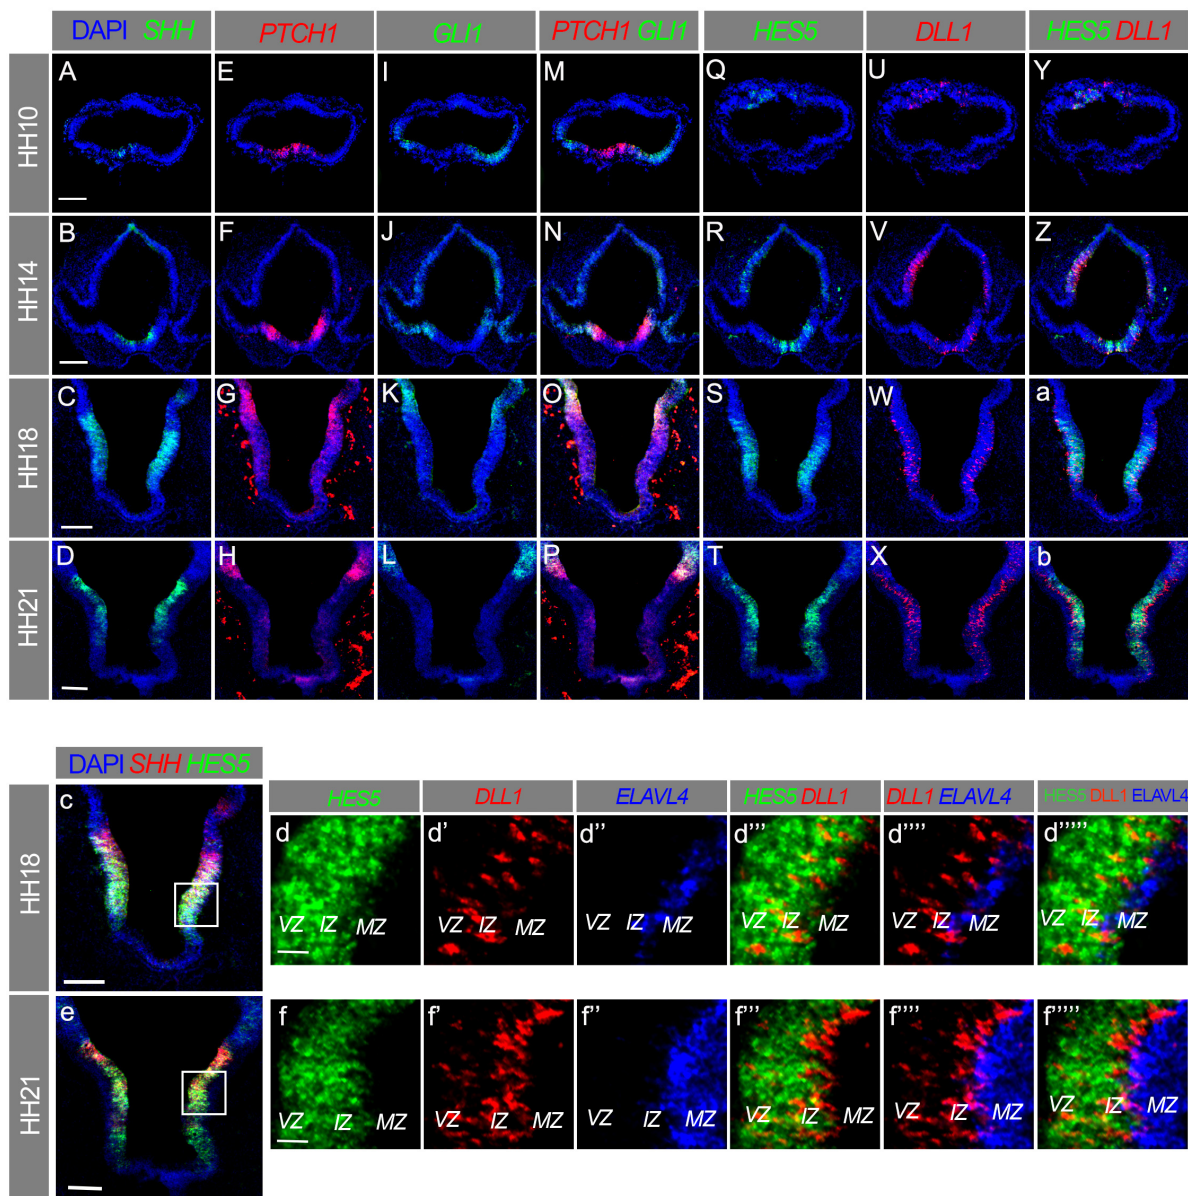 DAPI SHH PTCH1 GLI1 PTCH1 GLI1 HES5 DLL1 HES5 DLL1
HH10 A E I M Q U Y
HH14 B F J N R V Z
HH18 C G K O S W a
HH21 D H L P T X b
DAPI SHH HES5
HES5 DLL1 ELAVL4 HES5 DLL1 DLL1 ELAVL4 HES5 DLL1 ELAVL4
HH18 c d d' d'' d''' d'''' d'''''
VZ IZ MZ VZ IZ MZ VZ IZ MZ VZ IZ MZ VZ IZ MZ VZ IZ MZ
HH21 e f f' f'' f''' f'''' f'''''
VZ IZ MZ VZ IZ MZ VZ IZ MZ VZ IZ MZ VZ IZ MZ VZ IZ MZ